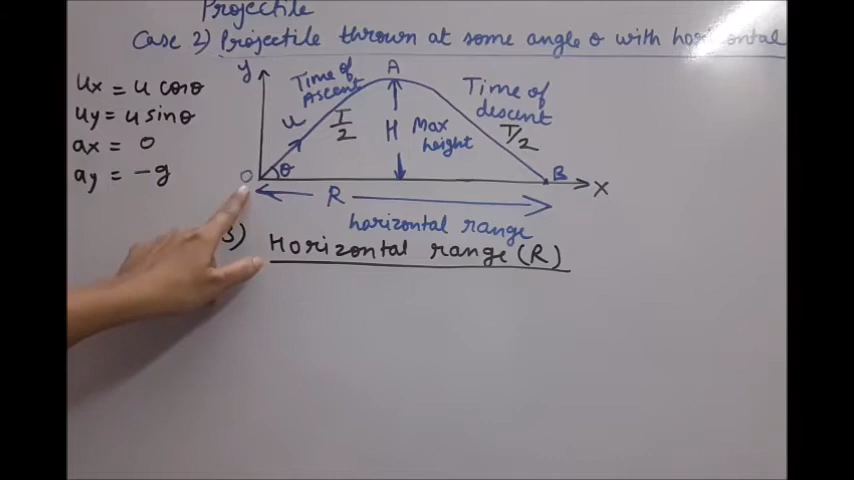 Projectile
Case 2) Projectile thrown at some angle θ with horizontal
ux = u cosθ
uy = u sinθ
ax = 0
ay = -g
y
Time of
Ascent
T/2
u
θ
O
A
H Max
height
Time of
descent
T/2
B
X
R
horizontal range
3) Horizontal range (R)